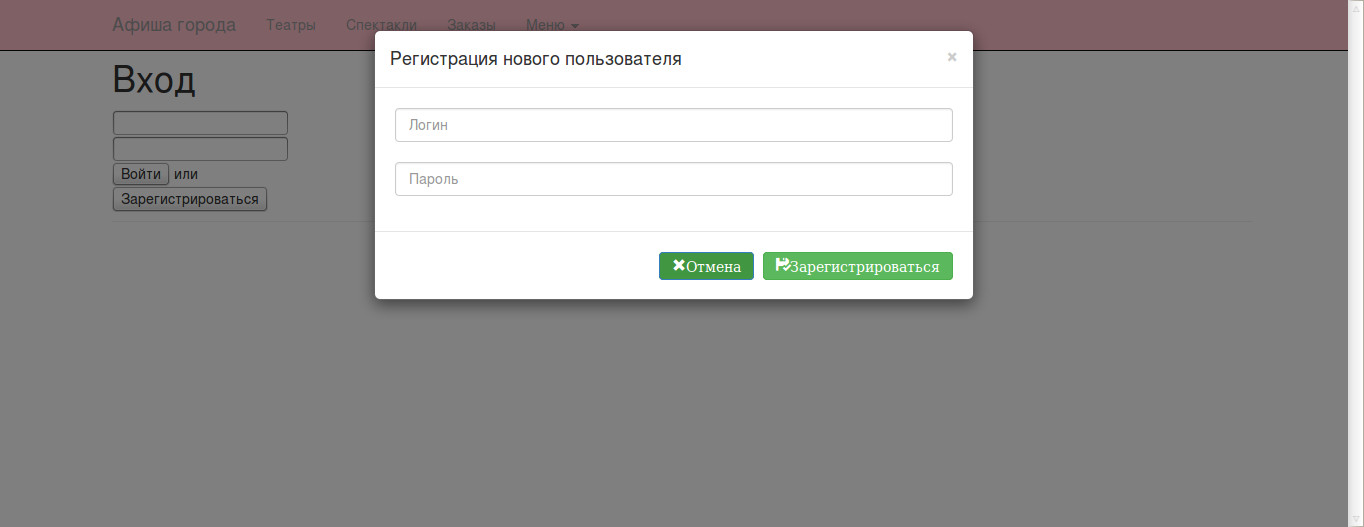 Афиша города Театры Спектакли Заказы Меню
Регистрация нового пользователя ×
Вход
Логин
Пароль
Войти или
Зарегистрироваться
Отмена Зарегистрироваться